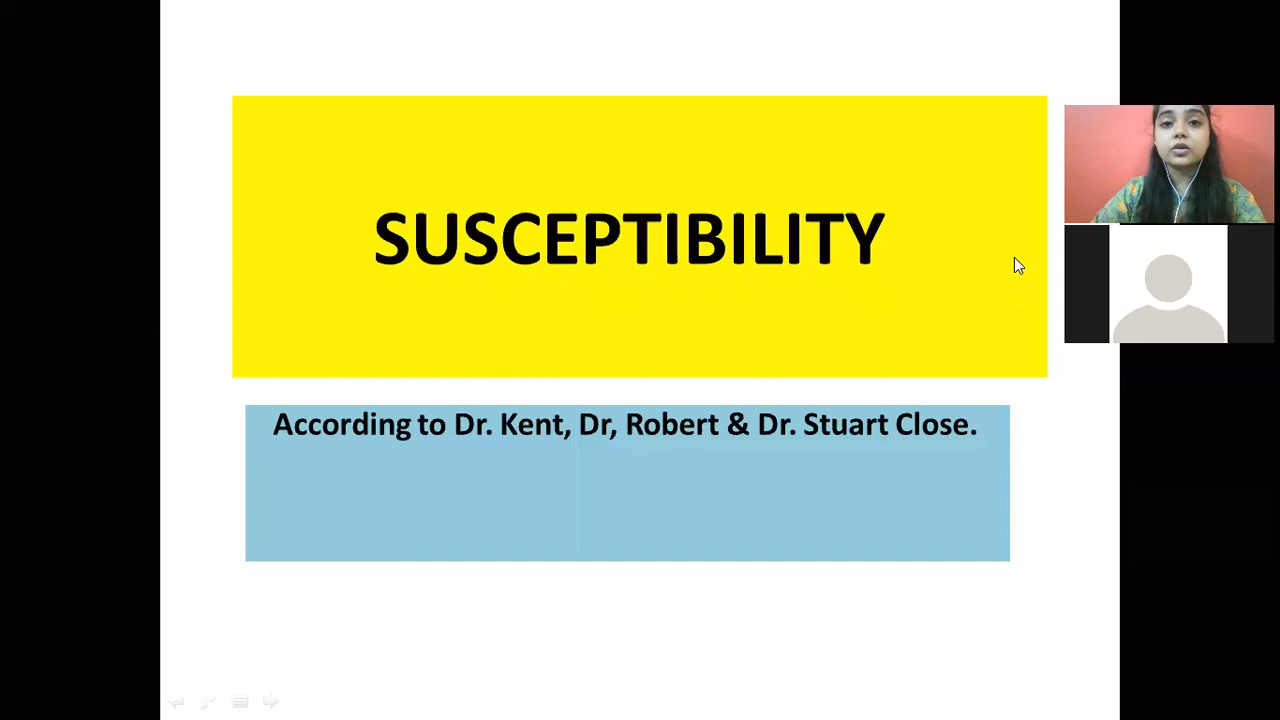 SUSCEPTIBILITY
According to Dr. Kent, Dr, Robert & Dr. Stuart Close.